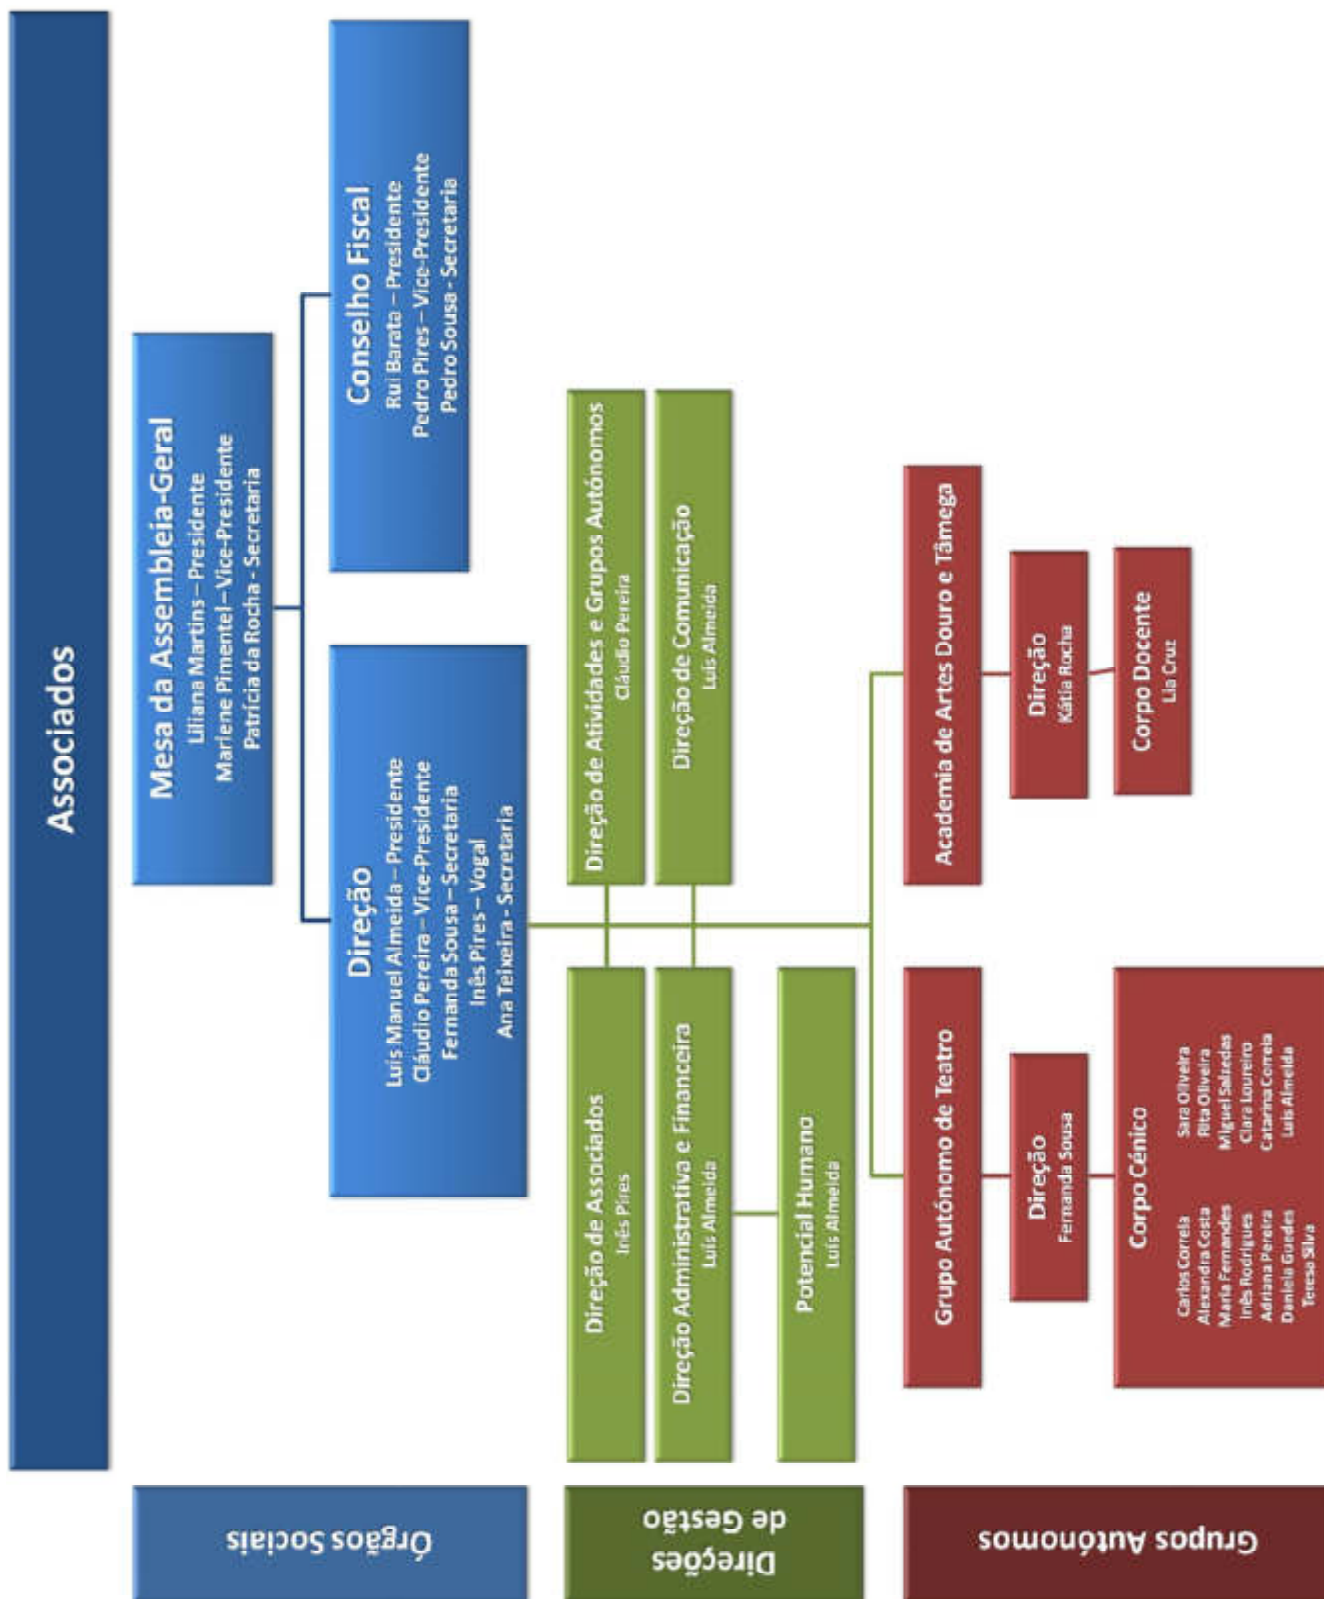 Associados
Órgãos Sociais
Mesa da Assembleia-Geral
Liliana Martins – Presidente
Marlene Pimentel – Vice-Presidente
Patrícia da Rocha - Secretaria
Direção
Luís Manuel Almeida – Presidente
Cláudio Pereira – Vice-Presidente
Fernanda Sousa – Secretaria
Inês Pires – Vogal
Ana Teixeira - Secretaria
Conselho Fiscal
Rui Barata – Presidente
Pedro Pires – Vice-Presidente
Pedro Sousa - Secretaria
Direções
de Gestão
Direção de Associados
Inês Pires
Direção de Atividades e Grupos Autónomos
Cláudio Pereira
Direção Administrativa e Financeira
Luís Almeida
Direção de Comunicação
Luís Almeida
Potencial Humano
Luís Almeida
Grupos Autónomos
Grupo Autónomo de Teatro
Direção
Fernanda Sousa
Corpo Cénico
Carlos Correia
Alexandra Costa
Maria Fernandes
Inês Rodrigues
Adriana Pereira
Daniela Guedes
Teresa Silva
Sara Oliveira
Rita Oliveira
Miguel Salzedas
Clara Loureiro
Catarina Correia
Luís Almeida
Academia de Artes Douro e Tâmega
Direção
Kátia Rocha
Corpo Docente
Lia Cruz